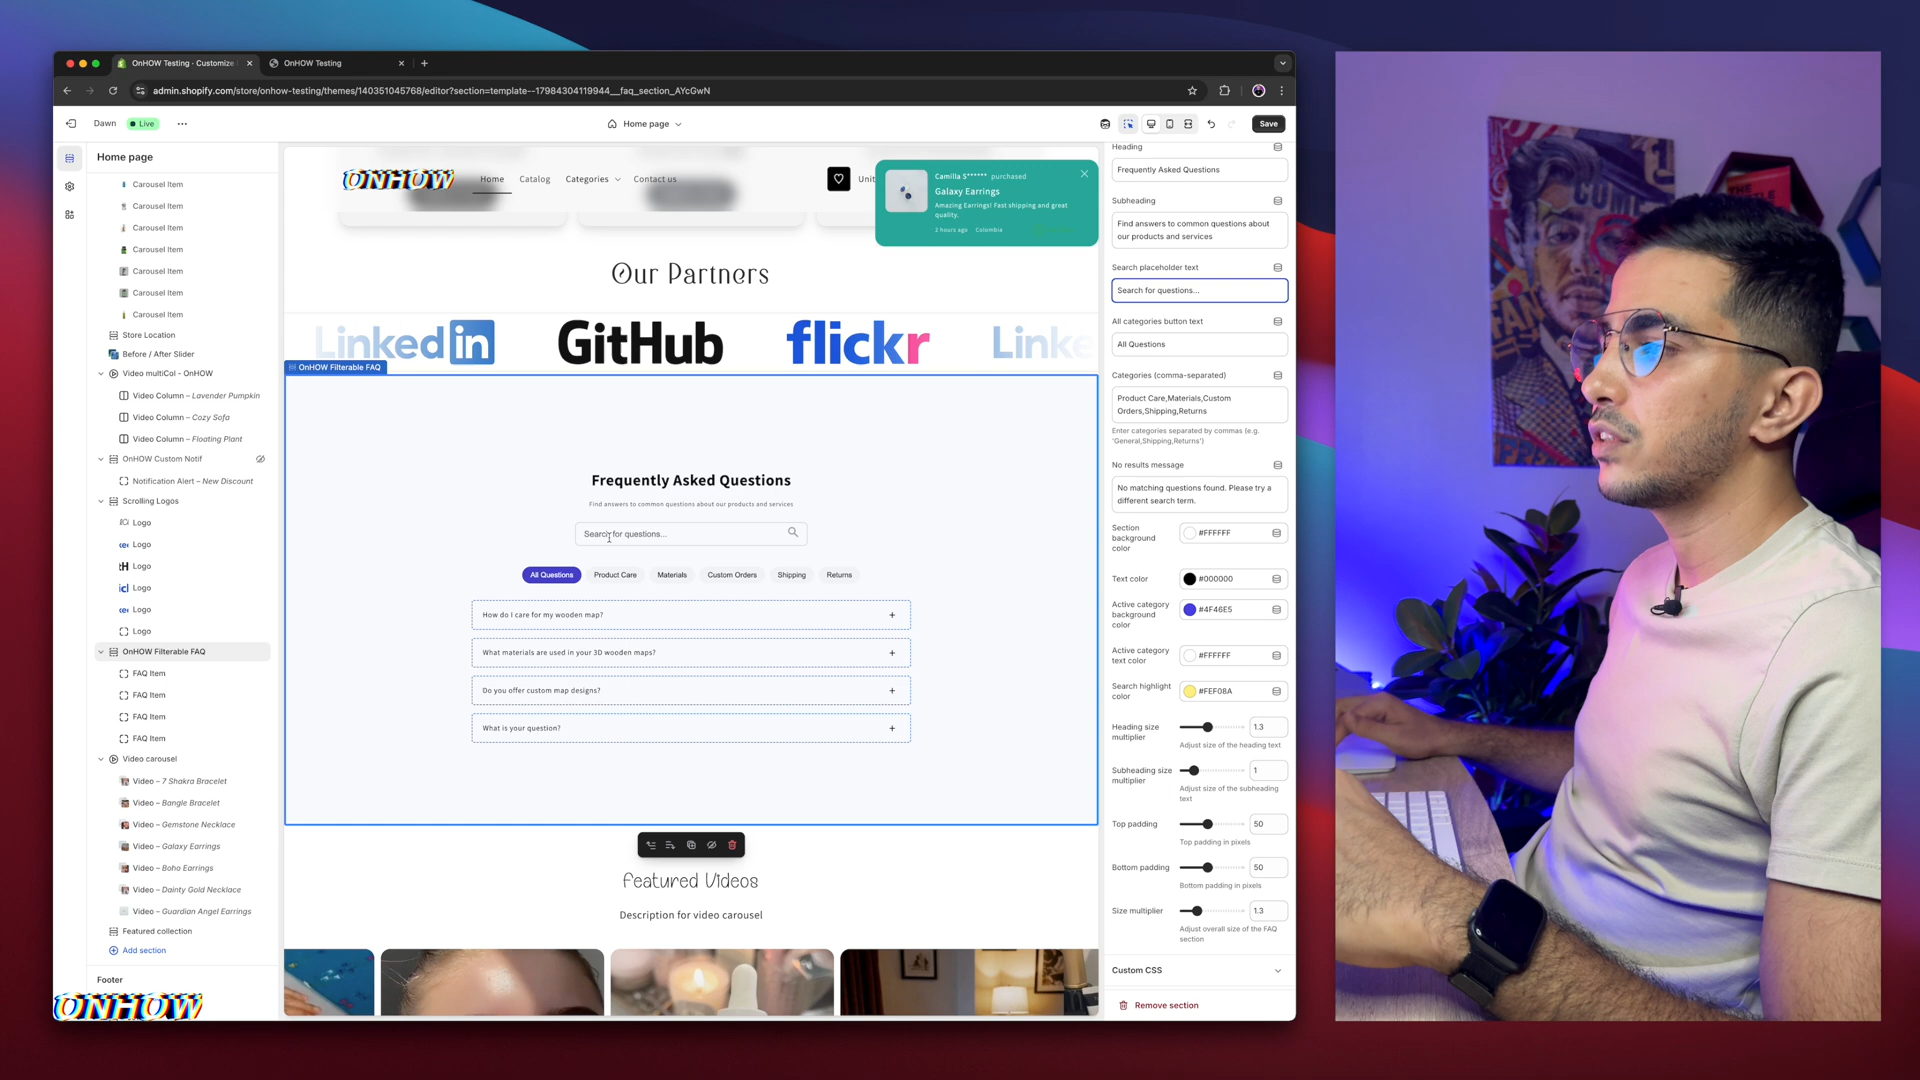 OnHOW Testing · Customize
OnHOW Testing
admin.shopify.com/store/onhow-testing/themes/140351045768/editor?section=template--17984304119944__faq_section_AYcGwN
Dawn
Live
Home page
Save
Home page
Carousel Item
Carousel Item
Carousel Item
Carousel Item
Carousel Item
Carousel Item
Carousel Item
Store Location
Before / After Slider
Video multiCol - OnHOW
Video Column – Lavender Pumpkin
Video Column – Cozy Sofa
Video Column – Floating Plant
OnHOW Custom Notif
Notification Alert – New Discount
Scrolling Logos
Logo
Logo
Logo
Logo
Logo
Logo
OnHOW Filterable FAQ
FAQ Item
FAQ Item
FAQ Item
FAQ Item
Video carousel
Video – 7 Shakra Bracelet
Video – Bangle Bracelet
Video – Gemstone Necklace
Video – Galaxy Earrings
Video – Boho Earrings
Video – Dainty Gold Necklace
Video – Guardian Angel Earrings
Featured collection
Add section
Footer
ONHOW
ONHOW
Home
Catalog
Categories
Contact us
Unit
Camilla S****** purchased
Galaxy Earrings
Amazing Earrings! Fast shipping and great
quality.
2 hours ago
Colombia
Our Partners
Linkedin
GitHub
flickr
Linke
OnHOW Filterable FAQ
Frequently Asked Questions
Find answers to common questions about our products and services
Search for questions...
All Questions
Product Care
Materials
Custom Orders
Shipping
Returns
How do I care for my wooden map?
What materials are used in your 3D wooden maps?
Do you offer custom map designs?
What is your question?
Featured Videos
Description for video carousel
Heading
Frequently Asked Questions
Subheading
Find answers to common questions about
our products and services
Search placeholder text
Search for questions...
All categories button text
All Questions
Categories (comma-separated)
Product Care,Materials,Custom
Orders,Shipping,Returns
Enter categories separated by commas (e.g.
'General,Shipping,Returns')
No results message
No matching questions found. Please try a
different search term.
Section
background
color
#FFFFFF
Text color
#000000
Active category
background
color
#4F46E5
Active category
text color
#FFFFFF
Search highlight
color
#FEF08A
Heading size
multiplier
1.3
Adjust size of the heading text
Subheading size
multiplier
1
Adjust size of the subheading
text
Top padding
50
Top padding in pixels
Bottom padding
50
Bottom padding in pixels
Size multiplier
1.3
Adjust overall size of the FAQ
section
Custom CSS
Remove section